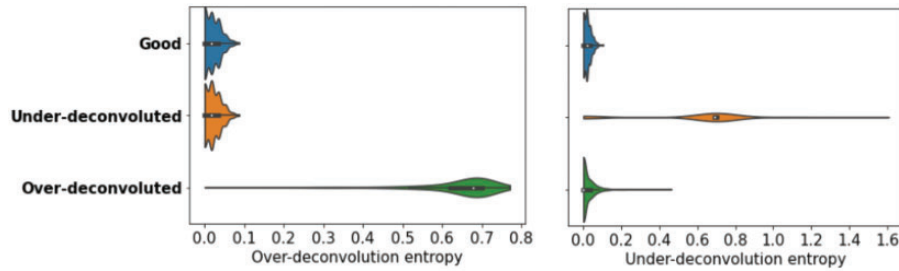 Good
Under-deconvoluted
Over-deconvoluted
0.0 0.1 0.2 0.3 0.4 0.5 0.6 0.7 0.8
Over-deconvolution entropy
0.0 0.2 0.4 0.6 0.8 1.0 1.2 1.4 1.6
Under-deconvolution entropy